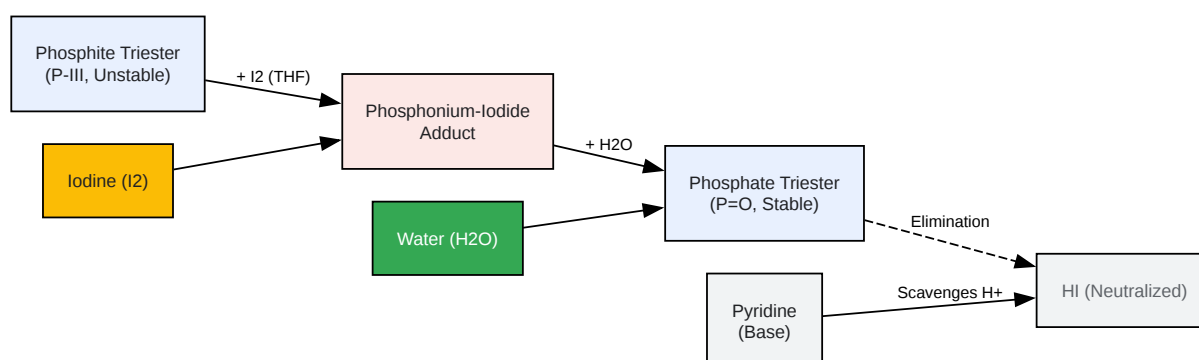 Phosphite Triester
(P-III, Unstable)
+ I2 (THF)
Iodine (I2)
Phosphonium-Iodide
Adduct
+ H2O
Water (H2O)
Phosphate Triester
(P=O, Stable)
Elimination
Pyridine
(Base)
Scavenges H+
HI (Neutralized)